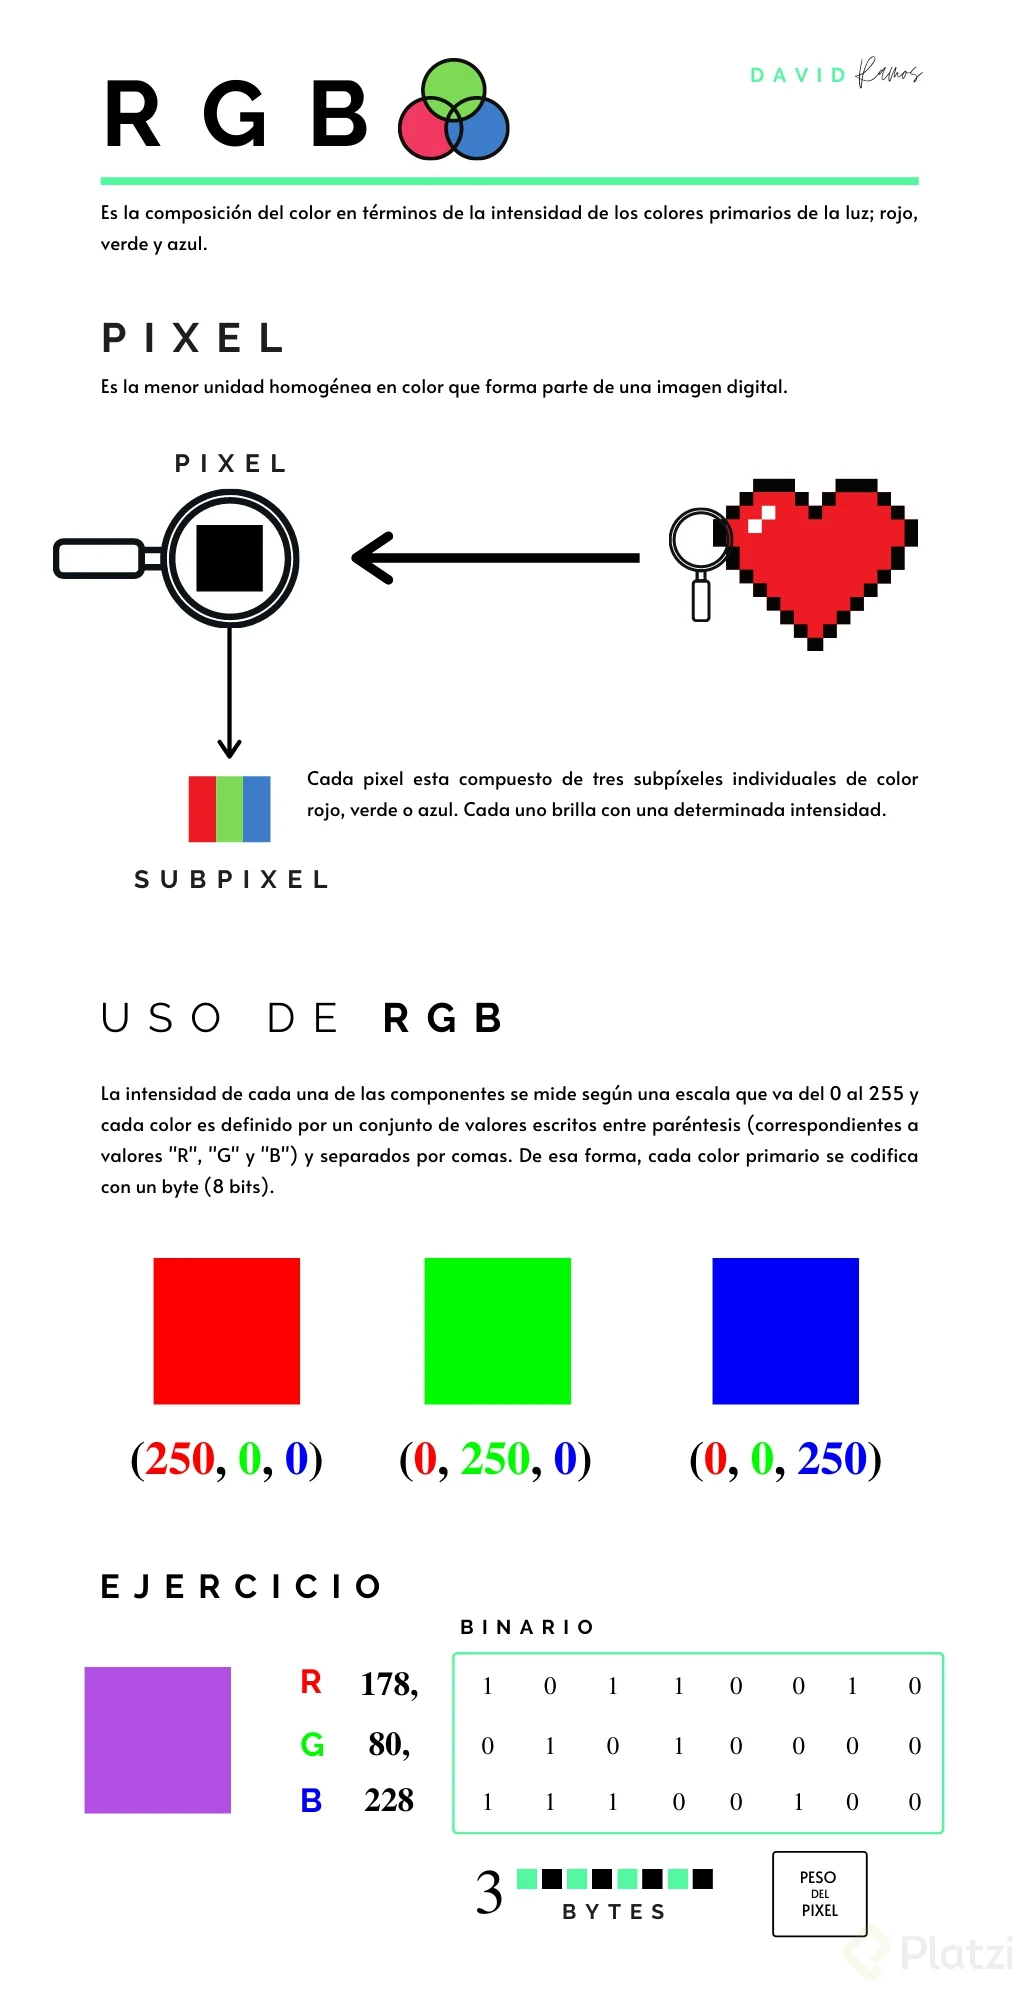 RGB
DAVID Ramos
Es la composición del color en términos de la intensidad de los colores primarios de la luz; rojo,
verde y azul.
PIXEL
Es la menor unidad homogénea en color que forma parte de una imagen digital.
PIXEL
Cada pixel esta compuesto de tres subpíxeles individuales de color
rojo, verde o azul. Cada uno brilla con una determinada intensidad.
SUBPIXEL
USO DE RGB
La intensidad de cada una de las componentes se mide según una escala que va del 0 al 255 y
cada color es definido por un conjunto de valores escritos entre paréntesis (correspondientes a
valores "R", "G" y "B") y separados por comas. De esa forma, cada color primario se codifica
con un byte (8 bits).
(250, 0, 0) (0, 250, 0) (0, 0, 250)
EJERCICIO
BINARIO
R 178, 1 0 1 1 0 0 1 0
G 80, 0 1 0 1 0 0 0 0
B 228 1 1 1 0 0 1 0 0
3 BYTES
PESO
DEL
PIXEL
Platzi